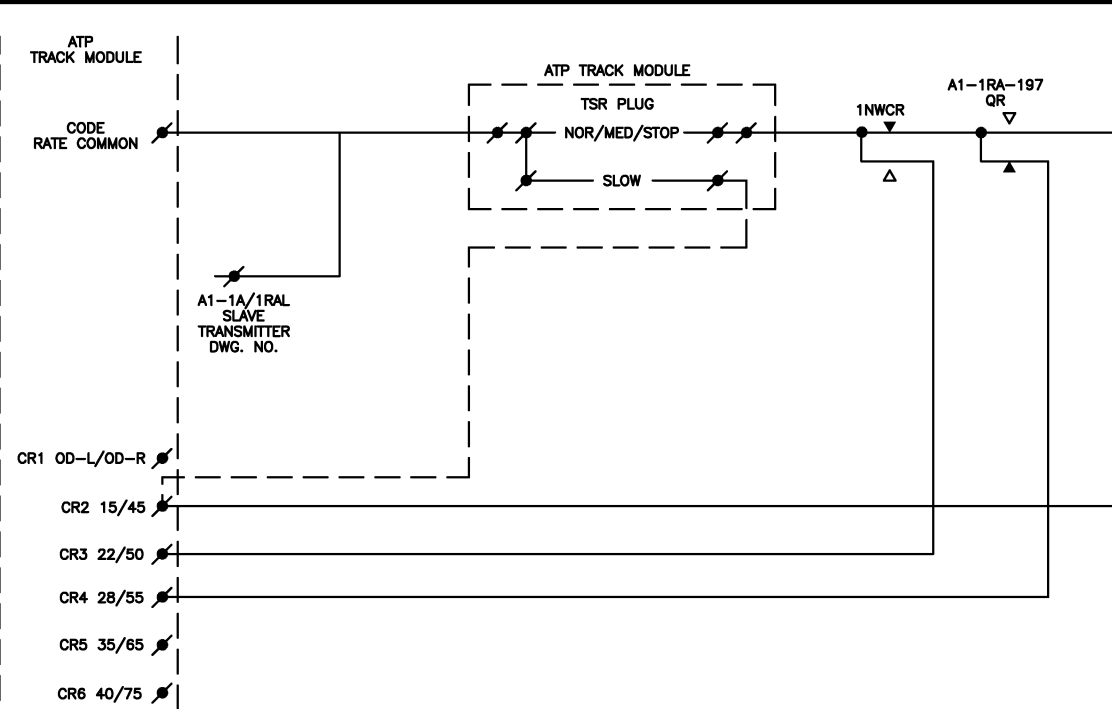 ATP
TRACK MODULE
ATP TRACK MODULE
TSR PLUG
NOR/MED/STOP
SLOW
1NWCR
A1-1RA-197
QR
CODE
RATE COMMON
A1-1A/1RAL
SLAVE
TRANSMITTER
DWG. NO.
CR1 OD-L/OD-R
CR2 15/45
CR3 22/50
CR4 28/55
CR5 35/65
CR6 40/75